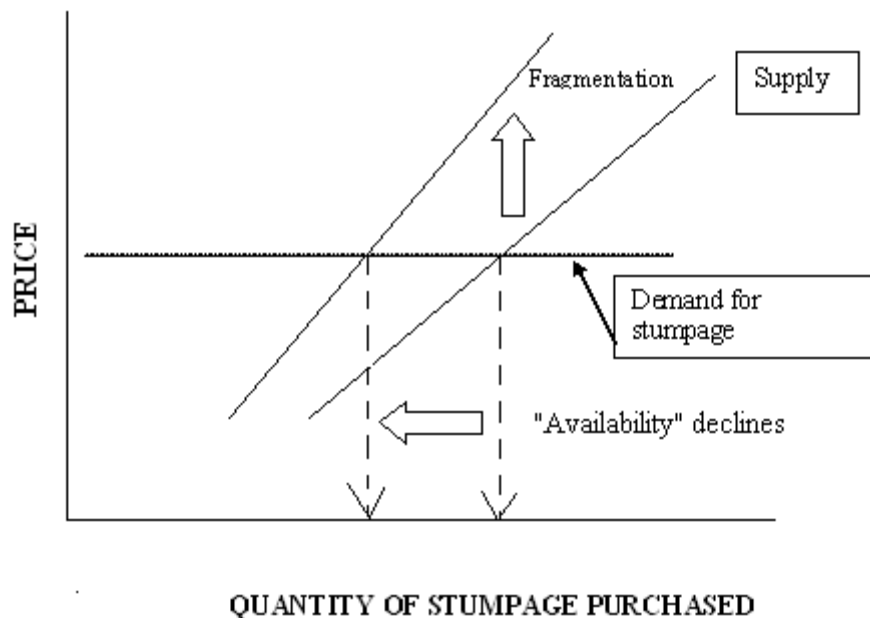 Fragmentation
Supply
PRICE
Demand for
stumpage
"Availability" declines
QUANTITY OF STUMPAGE PURCHASED